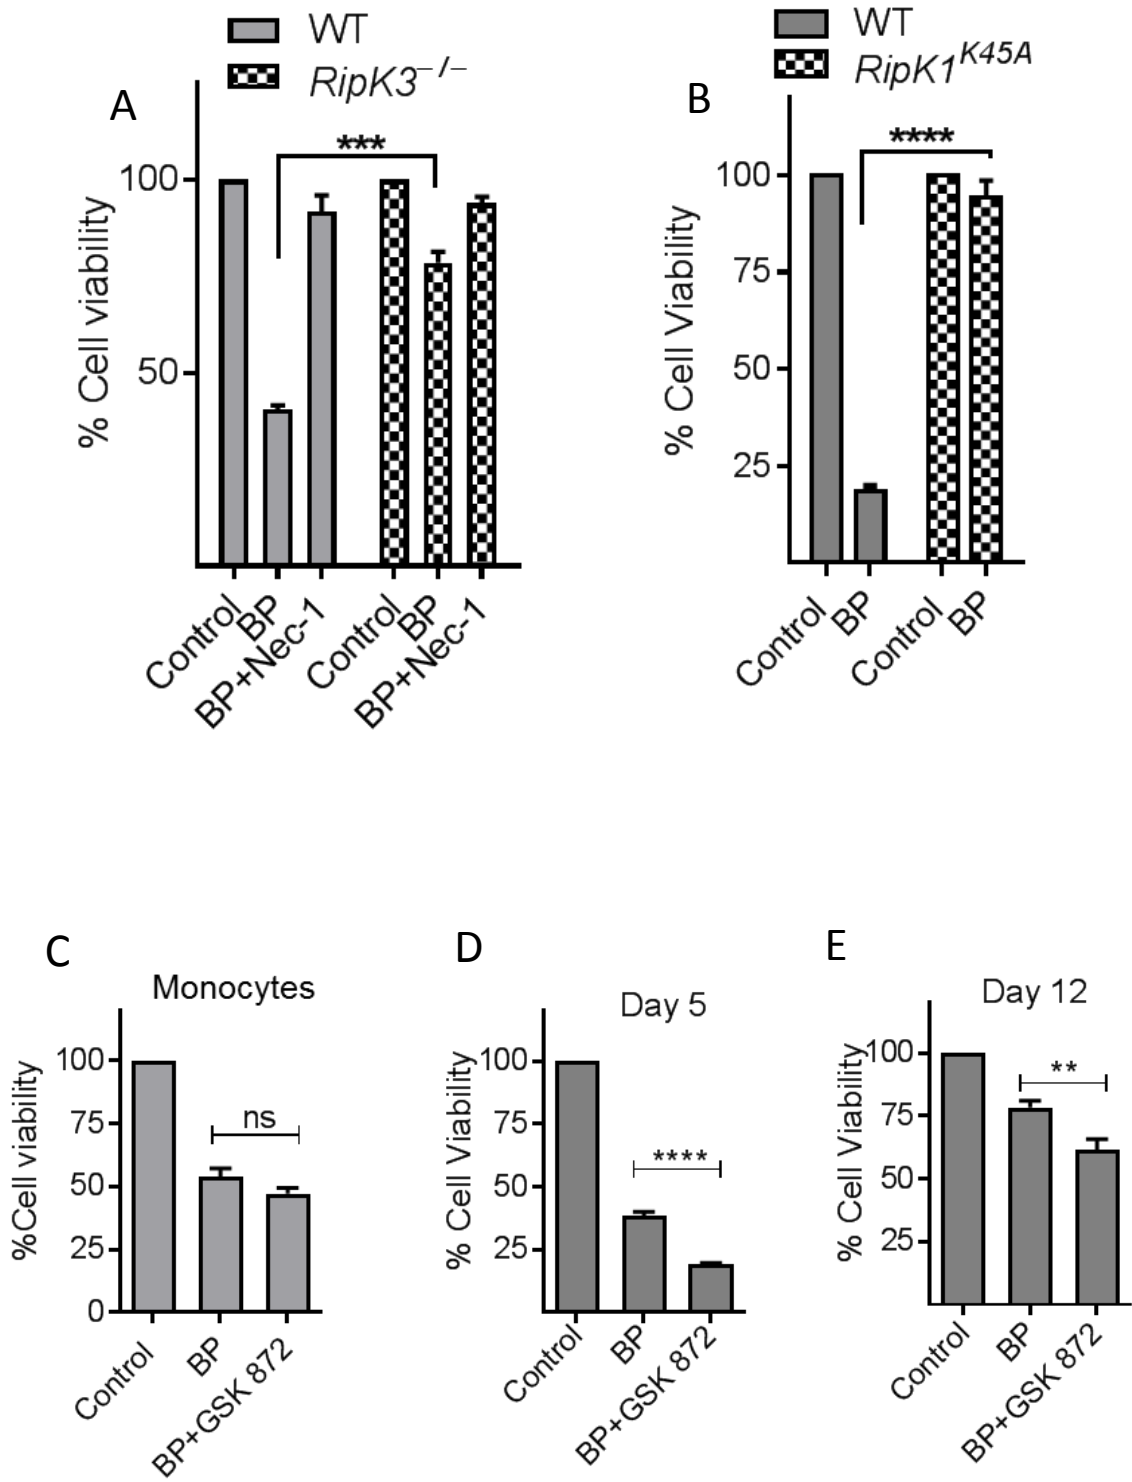 WT
RipK3−/−
A
***
100
50
% Cell viability
Control
BP
BP+Nec-1
Control
BP
BP+Nec-1
WT
RipK1K45A
B
****
100
75
50
25
% Cell Viability
Control
BP
Control
BP
C
Monocytes
100
75
50
25
0
%Cell viability
ns
Control
BP
BP+GSK 872
D
Day 5
100
75
50
25
% Cell Viability
****
Control
BP
BP+GSK 872
E
Day 12
100
75
50
25
% Cell Viability
**
Control
BP
BP+GSK 872